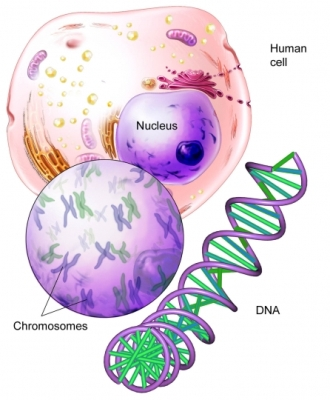 Human
cell
Nucleus
DNA
Chromosomes